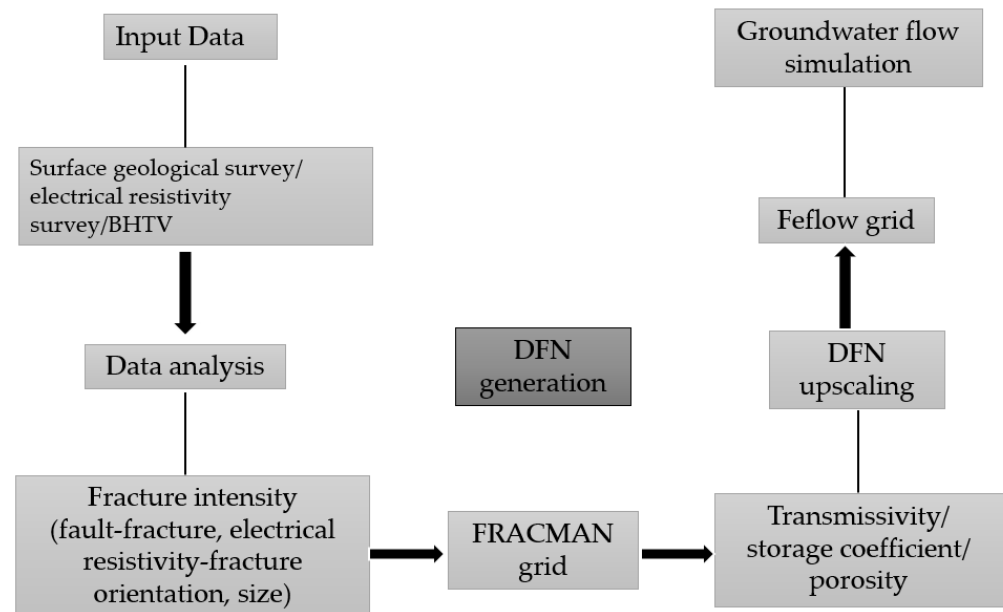 Input Data
Surface geological survey/
electrical resistivity
survey/BHTV
Data analysis
Fracture intensity
(fault-fracture, electrical
resistivity-fracture
orientation, size)
FRACMAN
grid
DFN
generation
Transmissivity/
storage coefficient/
porosity
DFN
upscaling
Feflow grid
Groundwater flow
simulation